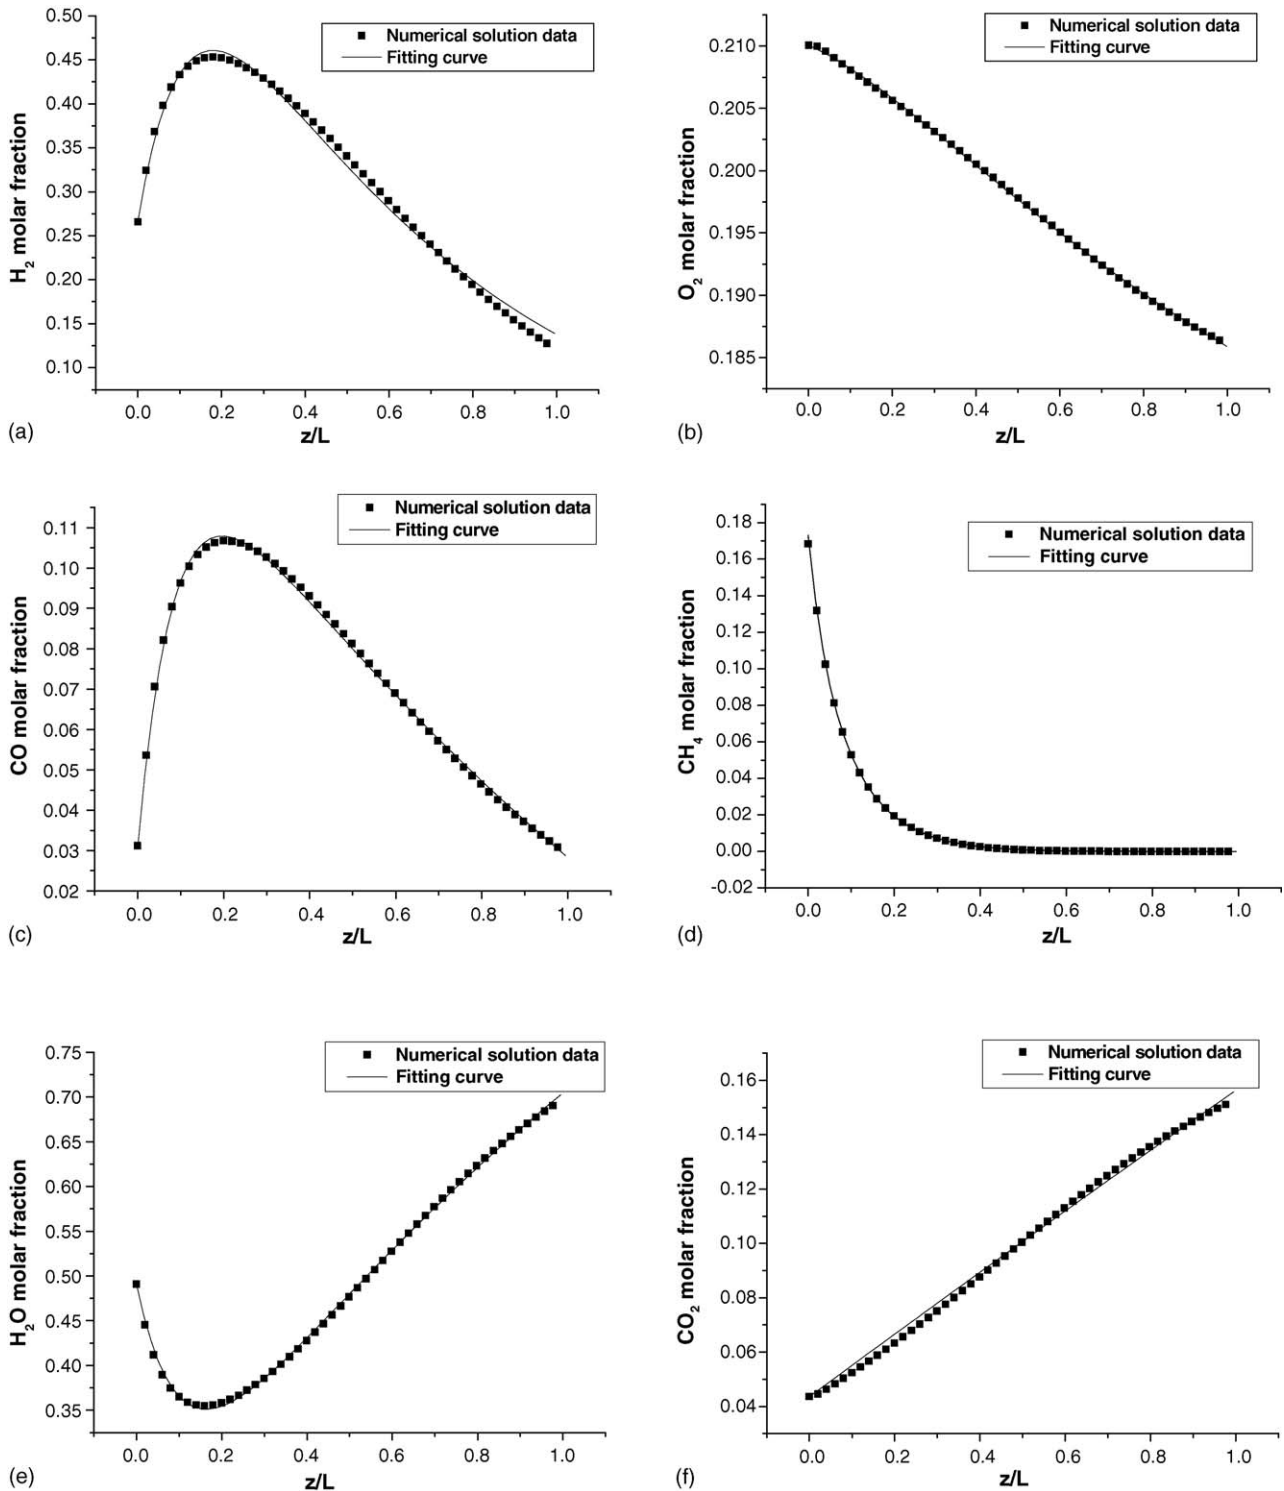 Numerical solution data
Fitting curve
H2 molar fraction
0.50
0.45
0.40
0.35
0.30
0.25
0.20
0.15
0.10
0.0 0.2 0.4 0.6 0.8 1.0
z/L
(a)
Numerical solution data
Fitting curve
O2 molar fraction
0.210
0.205
0.200
0.195
0.190
0.185
0.0 0.2 0.4 0.6 0.8 1.0
z/L
(b)
Numerical solution data
Fitting curve
CO molar fraction
0.11
0.10
0.09
0.08
0.07
0.06
0.05
0.04
0.03
0.02
0.0 0.2 0.4 0.6 0.8 1.0
z/L
(c)
Numerical solution data
Fitting curve
CH4 molar fraction
0.18
0.16
0.14
0.12
0.10
0.08
0.06
0.04
0.02
0.00
-0.02
0.0 0.2 0.4 0.6 0.8 1.0
z/L
(d)
Numerical solution data
Fitting curve
H2O molar fraction
0.75
0.70
0.65
0.60
0.55
0.50
0.45
0.40
0.35
0.0 0.2 0.4 0.6 0.8 1.0
z/L
(e)
Numerical solution data
Fitting curve
CO2 molar fraction
0.16
0.14
0.12
0.10
0.08
0.06
0.04
0.0 0.2 0.4 0.6 0.8 1.0
z/L
(f)